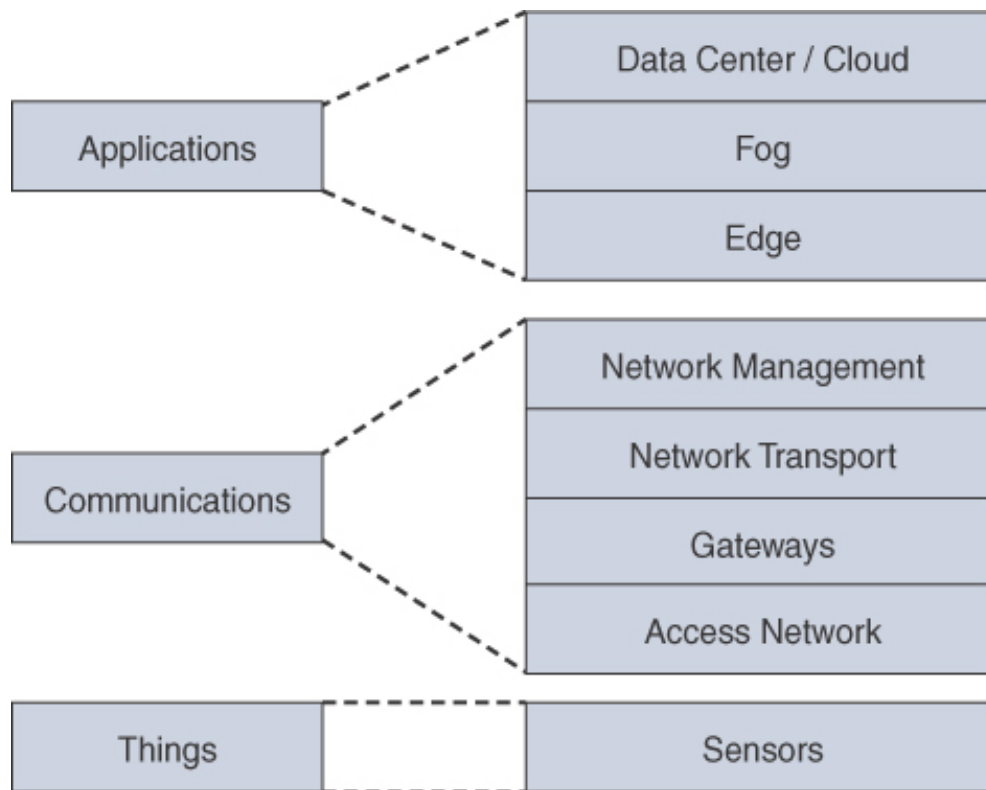 Applications
Data Center / Cloud
Fog
Edge
Communications
Network Management
Network Transport
Gateways
Access Network
Things
Sensors